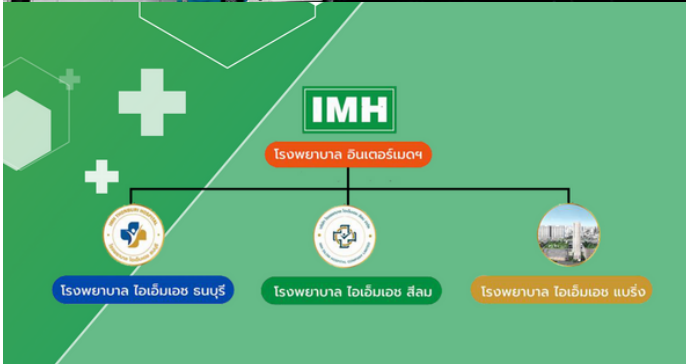 IMH
โรงพยาบาล อินเตอร์เมดฯ
โรงพยาบาล ไอเอ็มเอช ธนบุรี
โรงพยาบาล ไอเอ็มเอช สีลม
โรงพยาบาล ไอเอ็มเอช แบริ่ง